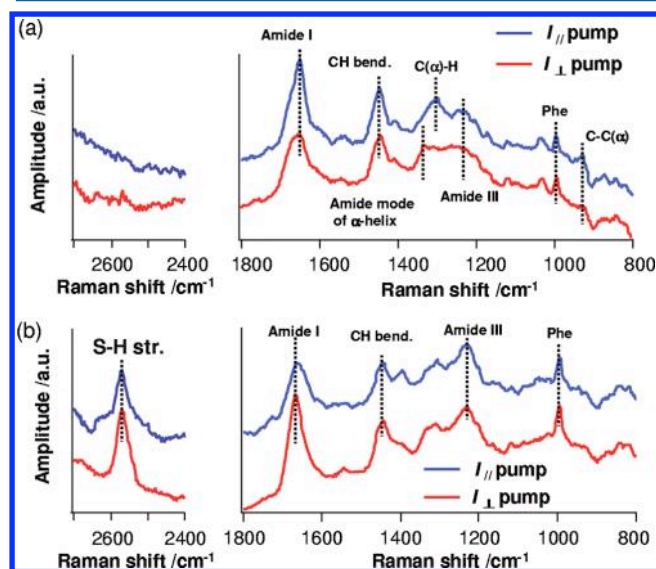 (a)
Amplitude /a.u.
Amide I
CH bend.
C(α)-H
I// pump
I⊥ pump
Phe
C-C(α)
Amide mode
of α-helix
Amide III
2600 2400
1800 1600 1400 1200 1000 800
Raman shift /cm-1
Raman shift /cm-1
(b)
Amplitude /a.u.
S-H str.
Amide I
CH bend.
Amide III
Phe
I// pump
I⊥ pump
2600 2400
1800 1600 1400 1200 1000 800
Raman shift /cm-1
Raman shift /cm-1